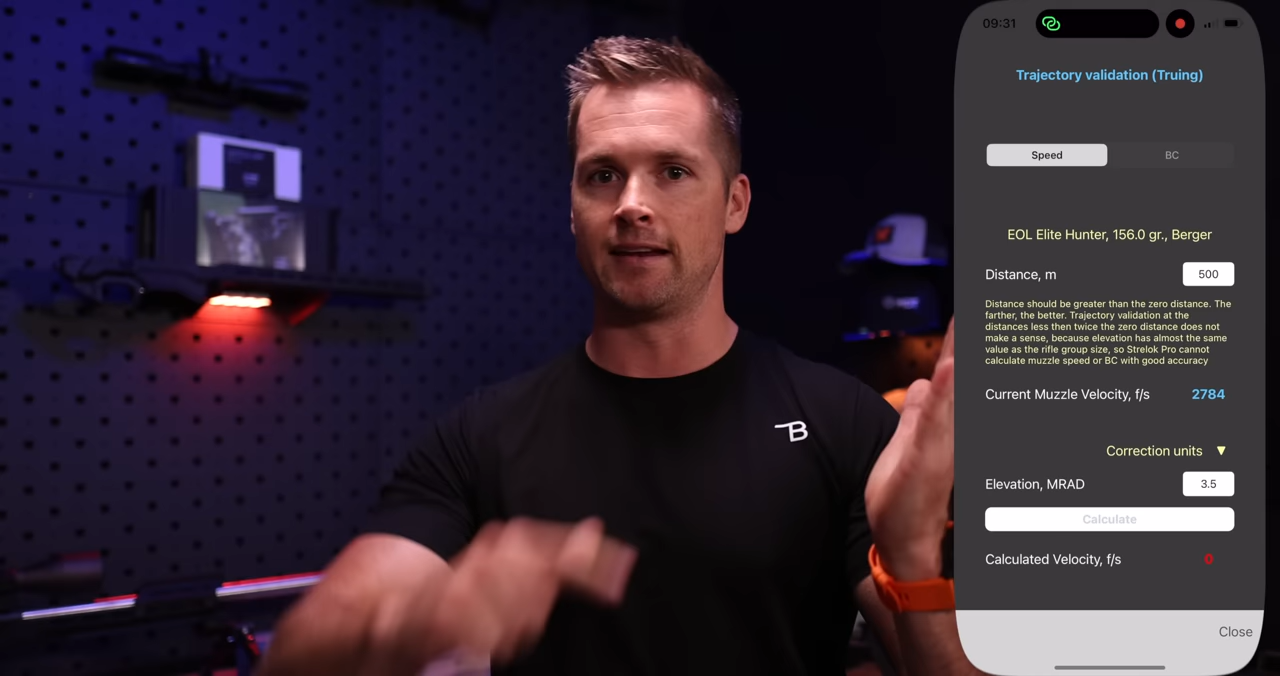 09:31
Trajectory validation (Truing)
Speed BC
EOL Elite Hunter, 156.0 gr., Berger
Distance, m 500
Distance should be greater than the zero distance. The
farther, the better. Trajectory validation at the
distances less then twice the zero distance does not
make a sense, because elevation has almost the same
value as the rifle group size, so Strelok Pro cannot
calculate muzzle speed or BC with good accuracy
Current Muzzle Velocity, f/s 2784
Correction units ▼
Elevation, MRAD 3.5
Calculate
Calculated Velocity, f/s 0
Close
B